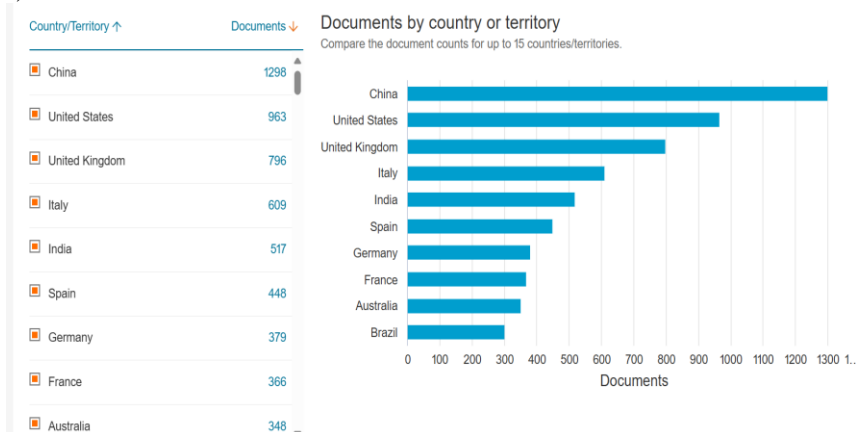 Country/Territory ↑ Documents ↓
China 1298
United States 963
United Kingdom 796
Italy 609
India 517
Spain 448
Germany 379
France 366
Australia 348
Documents by country or territory
Compare the document counts for up to 15 countries/territories.
China
United States
United Kingdom
Italy
India
Spain
Germany
France
Australia
Brazil
0 100 200 300 400 500 600 700 800 900 1000 1100 1200 1300 1..
Documents